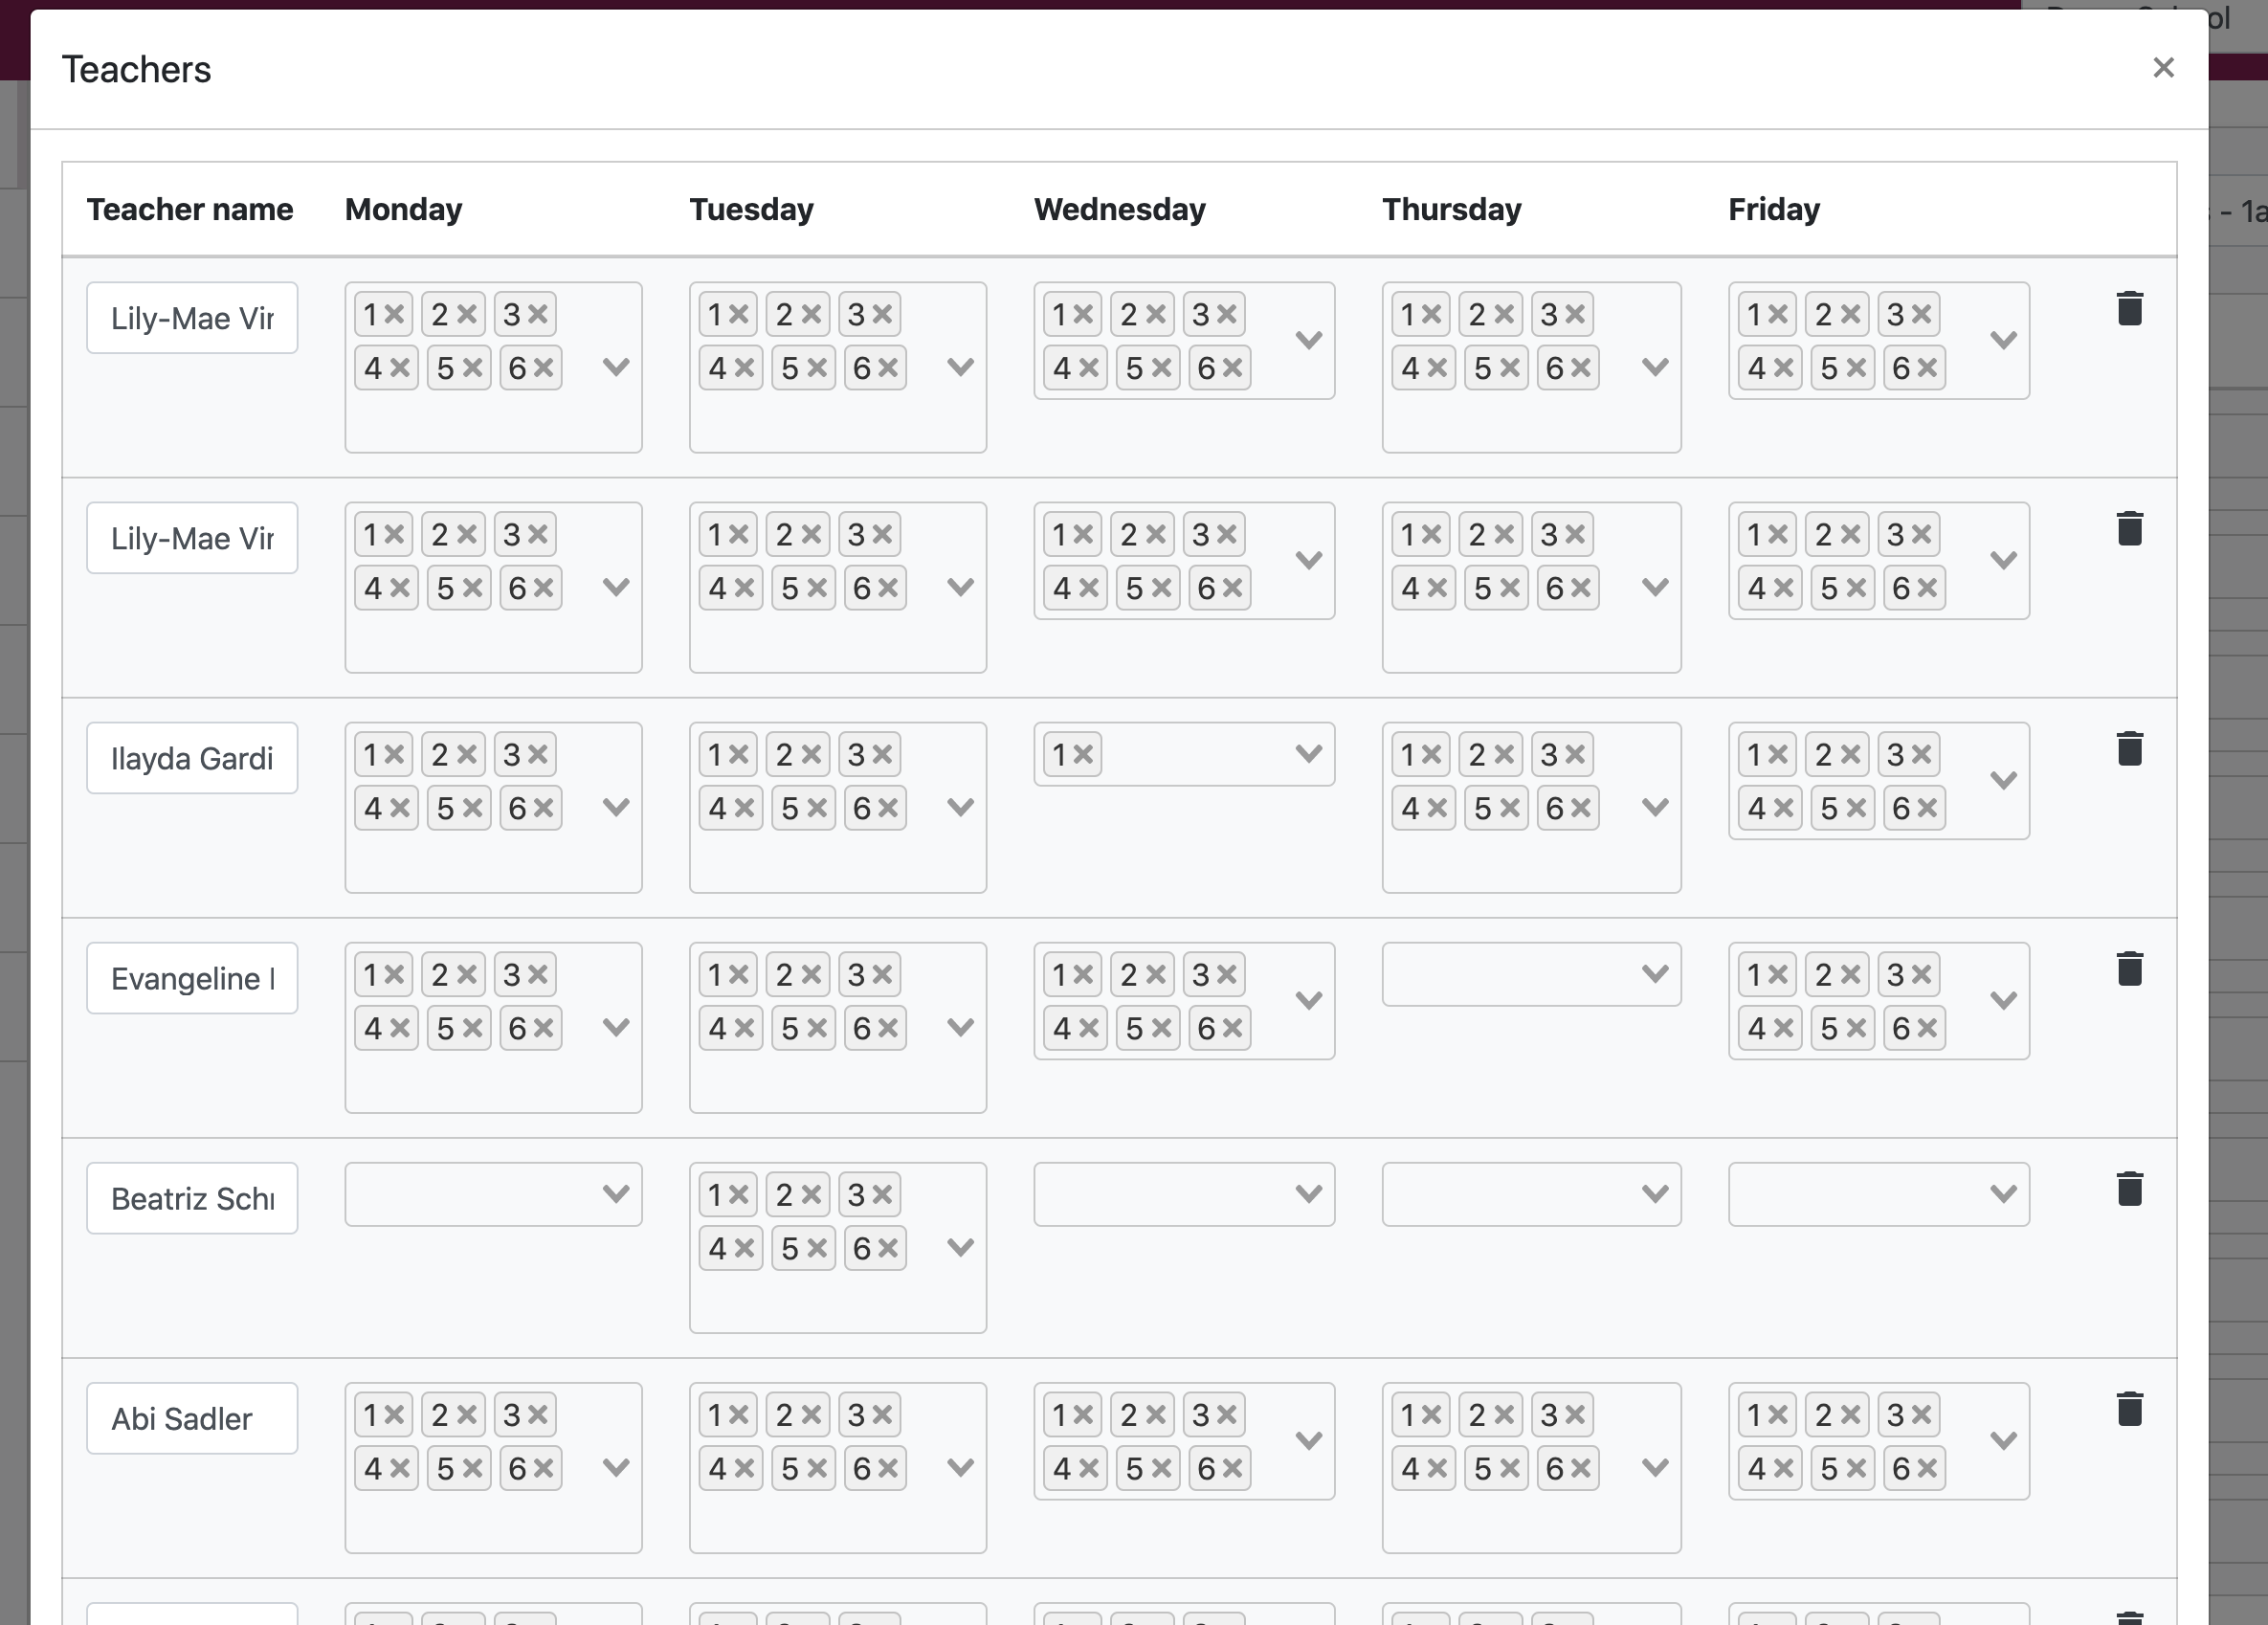 Teachers
Teacher name Monday Tuesday Wednesday Thursday Friday
Lily-Mae 1 2 3 1 2 3 1 2 3 1 2 3 1 2 3
4 5 6 4 5 6 4 5 6 4 5 6 4 5 6
Lily-Mae 1 2 3 1 2 3 1 2 3 1 2 3 1 2 3
4 5 6 4 5 6 4 5 6 4 5 6 4 5 6
Ilayda Gardi 1 2 3 1 2 3 1 1 2 3 1 2 3
4 5 6 4 5 6 4 5 6 4 5 6
Evangeline 1 2 3 1 2 3 1 2 3 1 2 3
4 5 6 4 5 6 4 5 6 4 5 6
Beatriz 1 2 3
4 5 6
Abi Sadler 1 2 3 1 2 3 1 2 3 1 2 3 1 2 3
4 5 6 4 5 6 4 5 6 4 5 6 4 5 6
- 1a